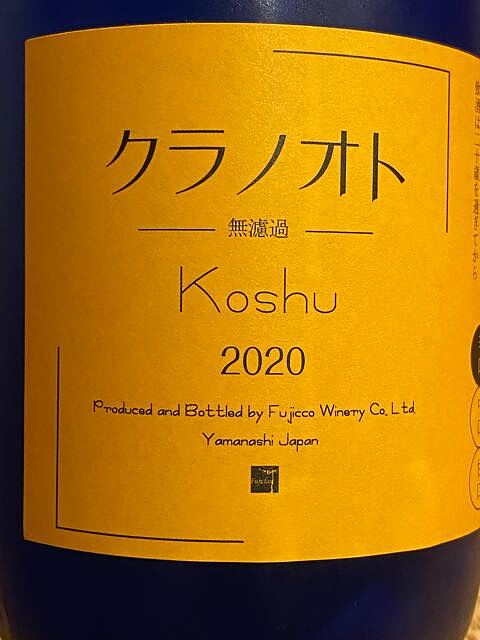 クラノオト
無濾過
Koshu
2020
Produced and Bottled by Fujicco Winery Co. Ltd
Yamanashi Japan